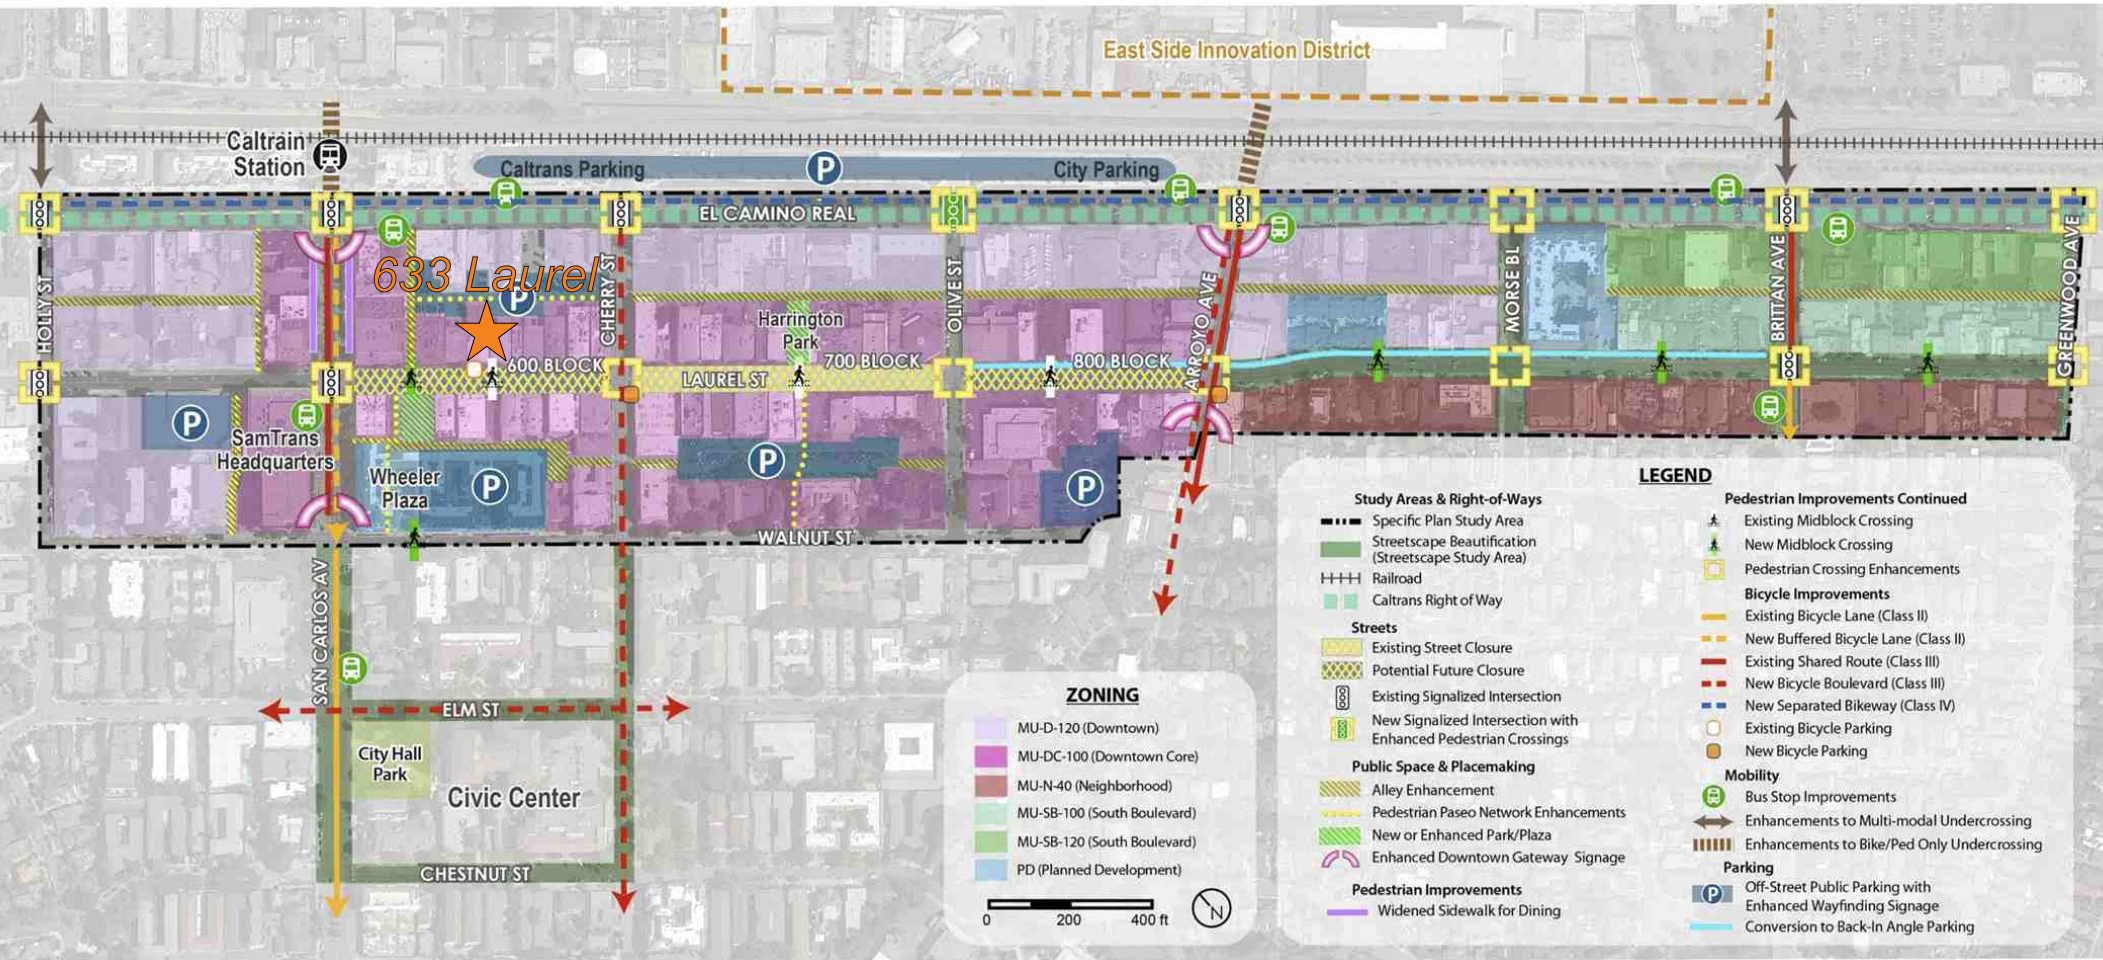 East Side Innovation District
Caltrain
Station
Caltrans Parking
P
City Parking
EL CAMINO REAL
HOLLY ST
633 Laurel
P
CHERRY ST
Harrington
Park
OLIVE ST
ARROYO AVE
MORSE BL
BRITTAN AVE
GREENWOOD AVE
600 BLOCK
700 BLOCK
800 BLOCK
LAUREL ST
P
SamTrans
Headquarters
Wheeler
Plaza
P
P
P
WALNUT ST
SAN CARLOS AV
ELM ST
City Hall
Park
Civic Center
CHESTNUT ST
ZONING
MU-D-120 (Downtown)
MU-DC-100 (Downtown Core)
MU-N-40 (Neighborhood)
MU-SB-100 (South Boulevard)
MU-SB-120 (South Boulevard)
PD (Planned Development)
0 200 400 ft
N
LEGEND
Study Areas & Right-of-Ways
Specific Plan Study Area
Streetscape Beautification
(Streetscape Study Area)
Railroad
Caltrans Right of Way
Streets
Existing Street Closure
Potential Future Closure
Existing Signalized Intersection
New Signalized Intersection with
Enhanced Pedestrian Crossings
Public Space & Placemaking
Alley Enhancement
Pedestrian Paseo Network Enhancements
New or Enhanced Park/Plaza
Enhanced Downtown Gateway Signage
Pedestrian Improvements
Widened Sidewalk for Dining
Pedestrian Improvements Continued
Existing Midblock Crossing
New Midblock Crossing
Pedestrian Crossing Enhancements
Bicycle Improvements
Existing Bicycle Lane (Class II)
New Buffered Bicycle Lane (Class II)
Existing Shared Route (Class III)
New Bicycle Boulevard (Class III)
New Separated Bikeway (Class IV)
Existing Bicycle Parking
New Bicycle Parking
Mobility
Bus Stop Improvements
Enhancements to Multi-modal Undercrossing
Enhancements to Bike/Ped Only Undercrossing
Parking
P
Off-Street Public Parking with
Enhanced Wayfinding Signage
Conversion to Back-In Angle Parking